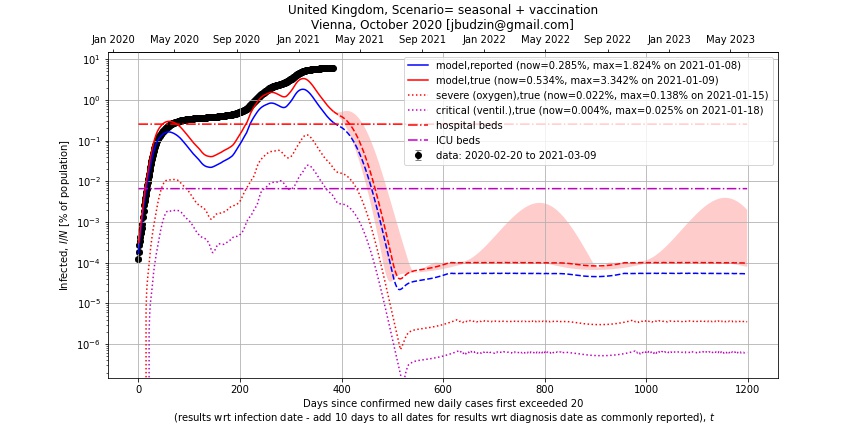 United Kingdom, Scenario= seasonal + vaccination
Vienna, October 2020 [jbudzin@gmail.com]
Jan 2020 May 2020 Sep 2020 Jan 2021 May 2021 Sep 2021 Jan 2022 May 2022 Sep 2022 Jan 2023 May 2023
model,reported (now=0.285%, max=1.824% on 2021-01-08)
model,true (now=0.534%, max=3.342% on 2021-01-09)
severe (oxygen),true (now=0.022%, max=0.138% on 2021-01-15)
critical (ventil.),true (now=0.004%, max=0.025% on 2021-01-18)
hospital beds
ICU beds
data: 2020-02-20 to 2021-03-09
Infected, I/N [% of population]
10¹
10⁰
10⁻¹
10⁻²
10⁻³
10⁻⁴
10⁻⁵
10⁻⁶
0 200 400 600 800 1000 1200
Days since confirmed new daily cases first exceeded 20
(results wrt infection date - add 10 days to all dates for results wrt diagnosis date as commonly reported), t